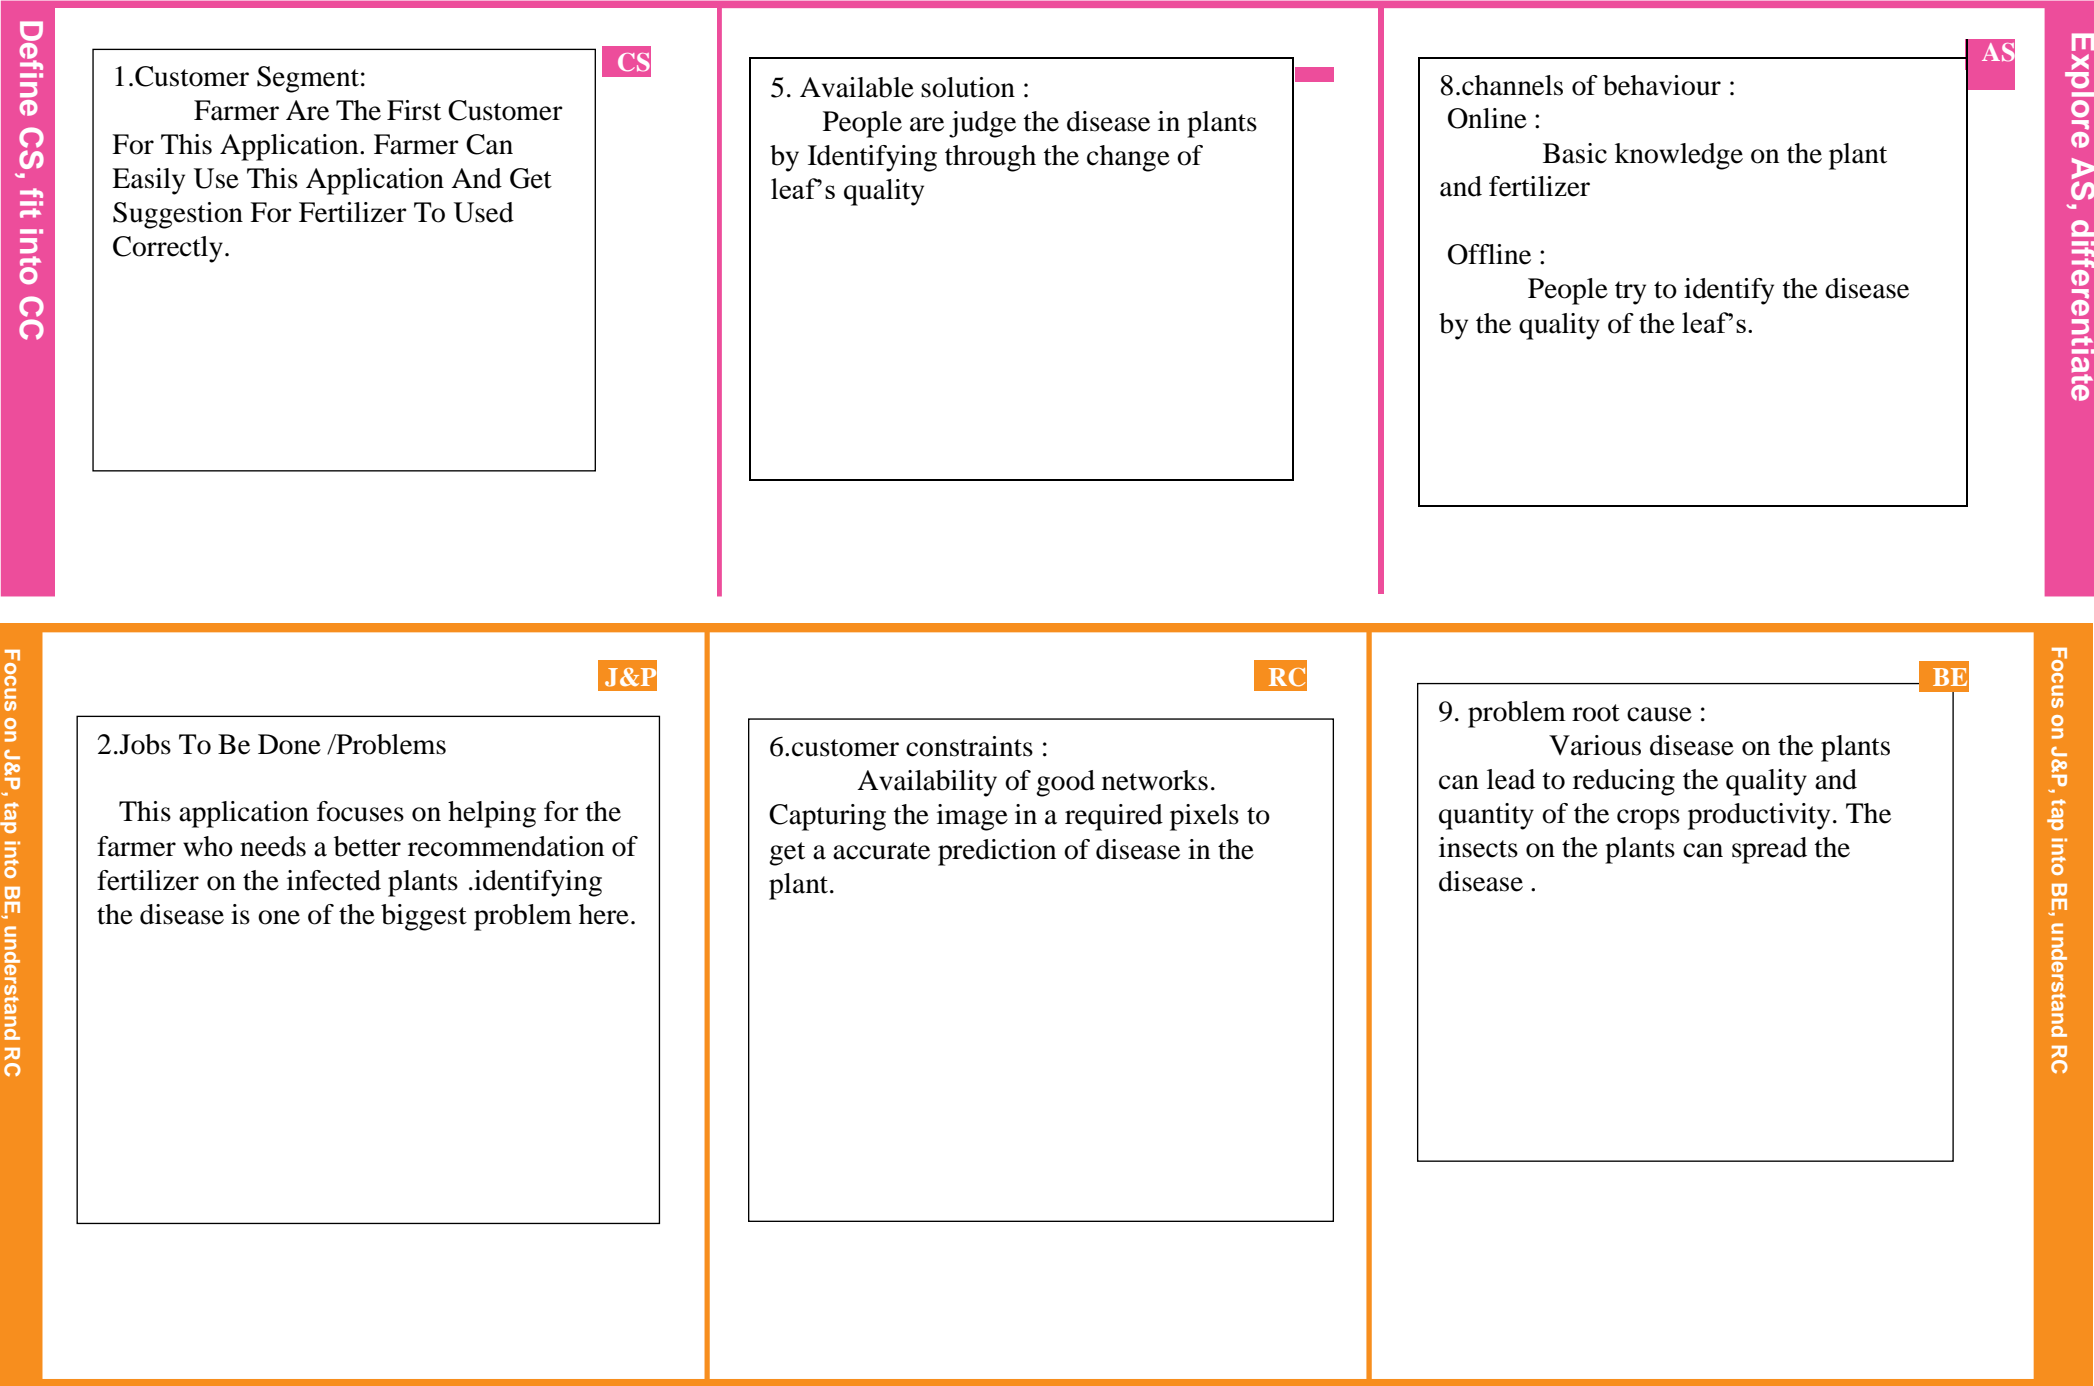 Define CS, fit into CC
CS
1.Customer Segment:
Farmer Are The First Customer
For This Application. Farmer Can
Easily Use This Application And Get
Suggestion For Fertilizer To Used
Correctly.
5. Available solution :
People are judge the disease in plants
by Identifying through the change of
leaf’s quality
AS
8.channels of behaviour :
Online :
Basic knowledge on the plant
and fertilizer
Offline :
People try to identify the disease
by the quality of the leaf’s.
Explore AS, differentiate
Focus on J&P, tap into BE, understand RC
J&P
2.Jobs To Be Done /Problems
This application focuses on helping for the
farmer who needs a better recommendation of
fertilizer on the infected plants .identifying
the disease is one of the biggest problem here.
RC
6.customer constraints :
Availability of good networks.
Capturing the image in a required pixels to
get a accurate prediction of disease in the
plant.
BE
9. problem root cause :
Various disease on the plants
can lead to reducing the quality and
quantity of the crops productivity. The
insects on the plants can spread the
disease .
Focus on J&P, tap into BE, understand RC